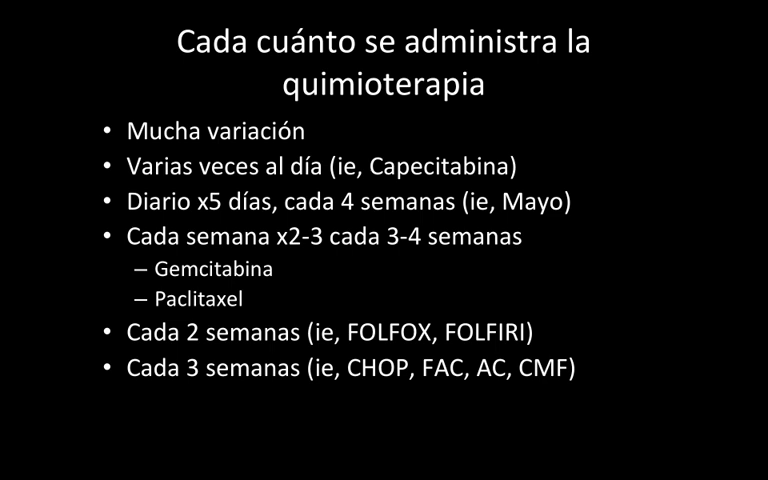 Cada cuánto se administra la
quimioterapia
• Mucha variación
• Varias veces al día (ie, Capecitabina)
• Diario x5 días, cada 4 semanas (ie, Mayo)
• Cada semana x2-3 cada 3-4 semanas
– Gemcitabina
– Paclitaxel
• Cada 2 semanas (ie, FOLFOX, FOLFIRI)
• Cada 3 semanas (ie, CHOP, FAC, AC, CMF)